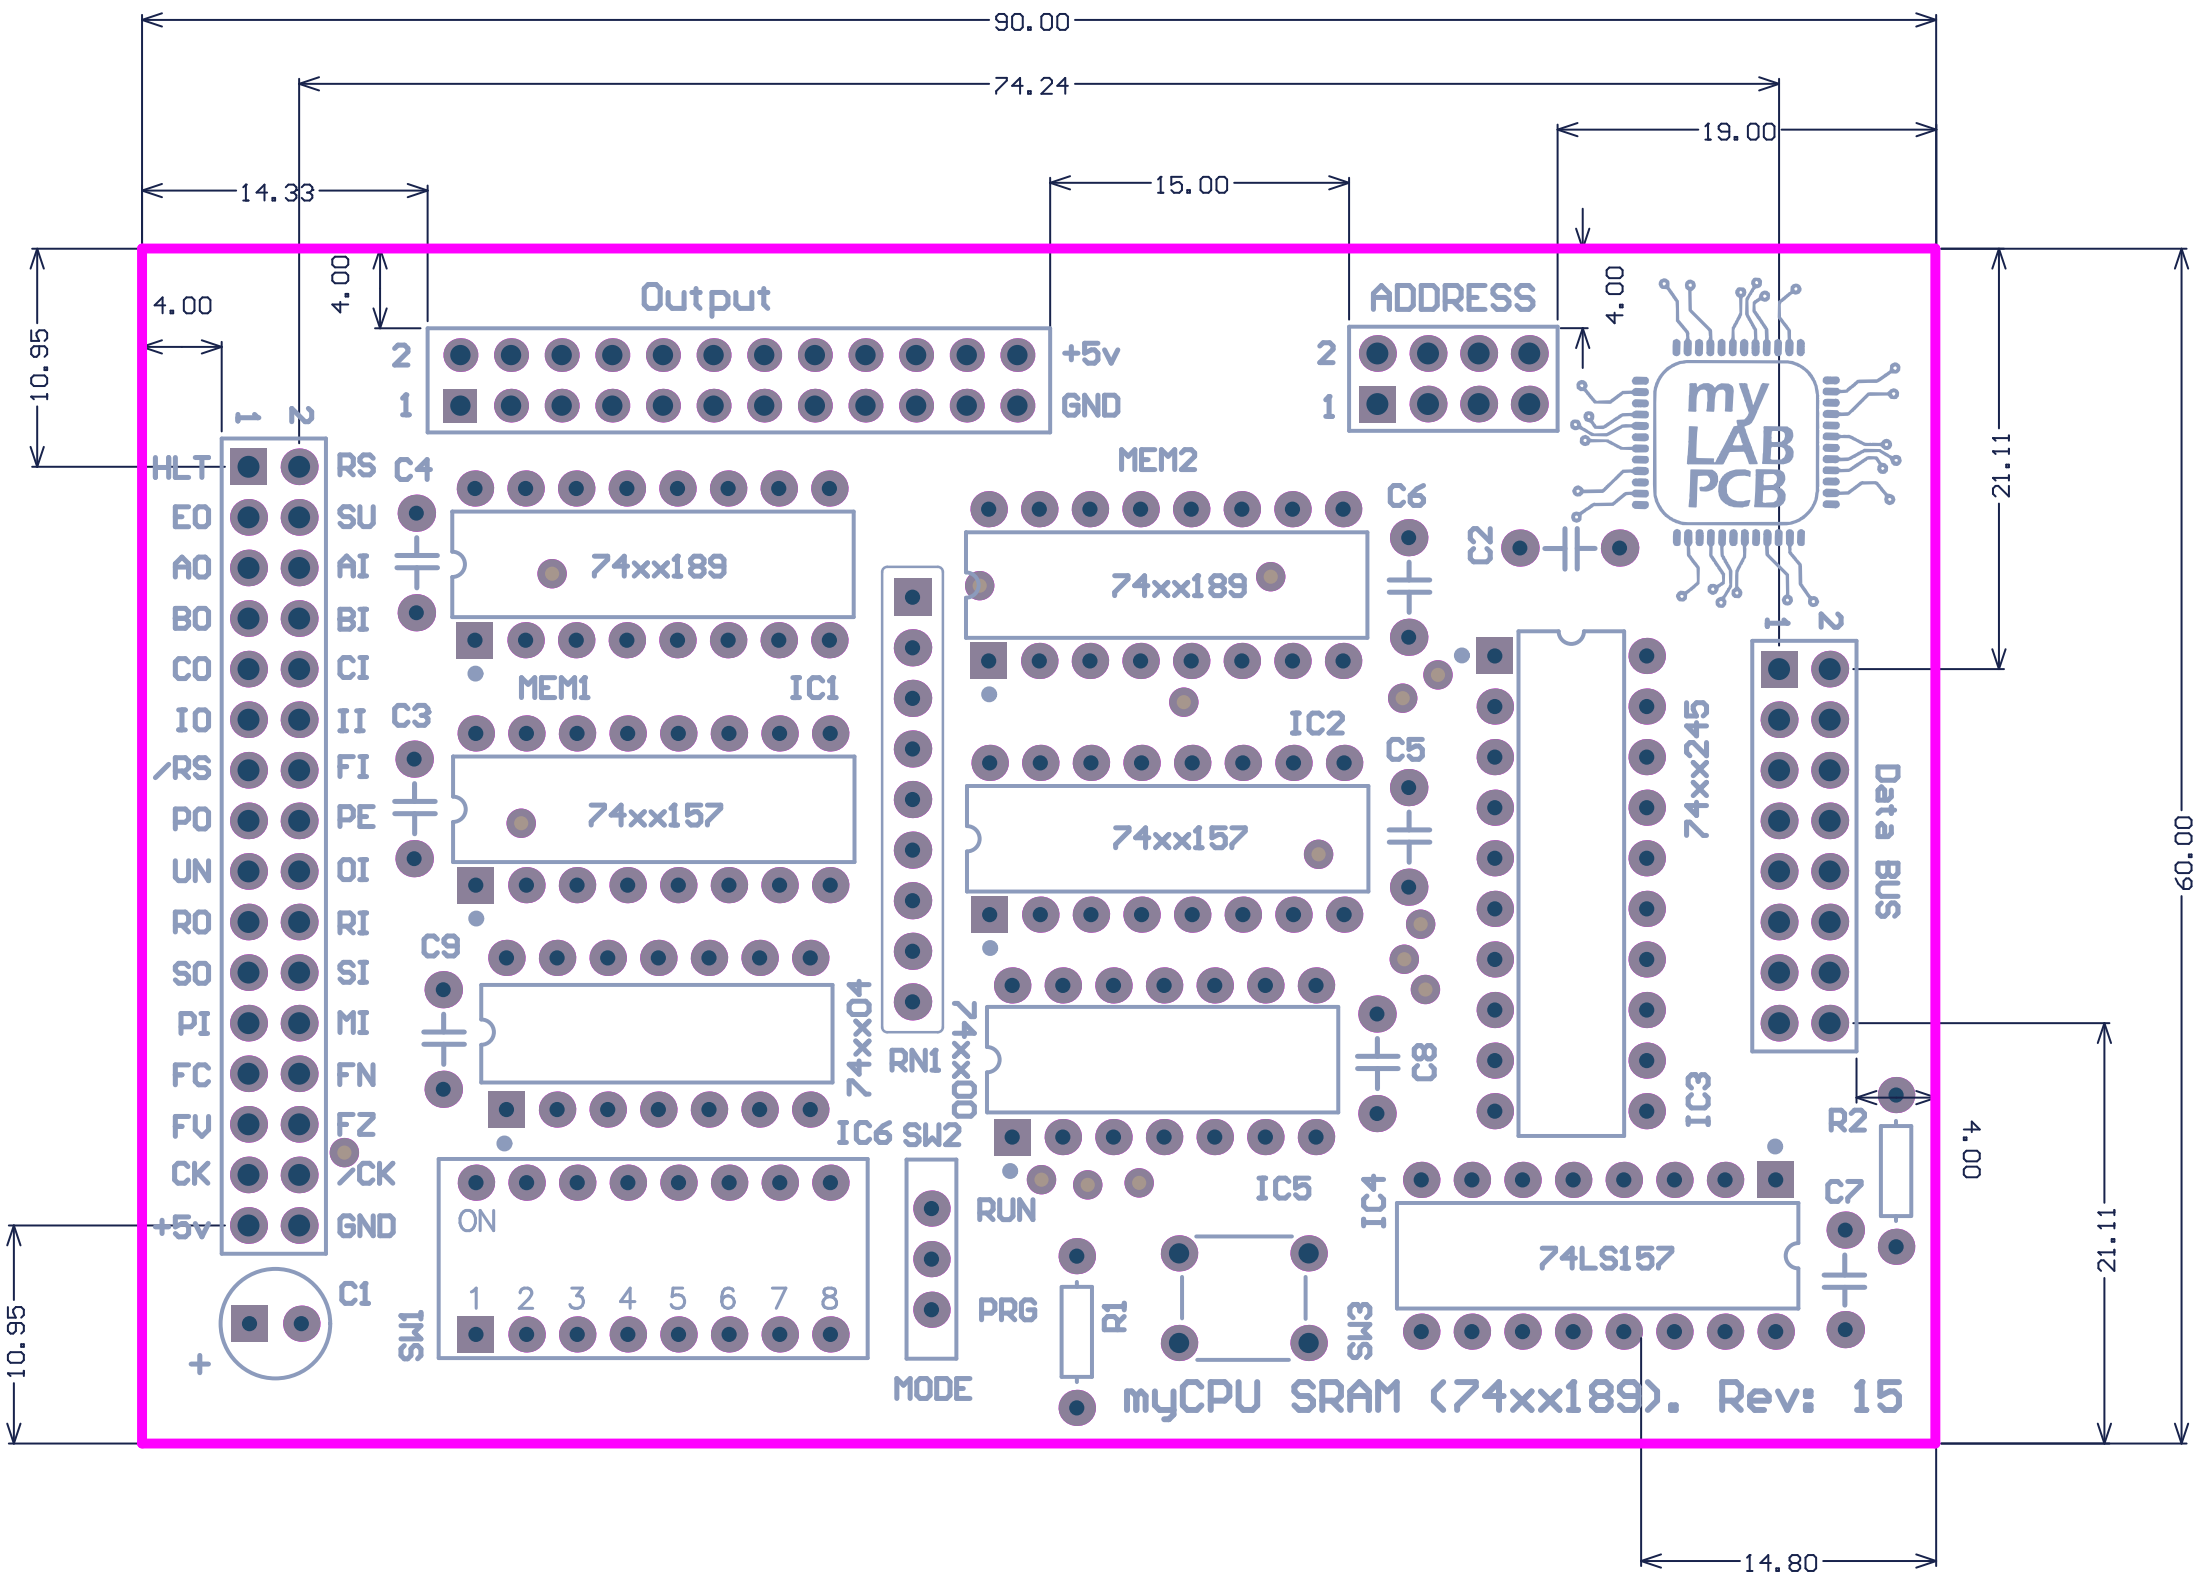 90.00
74.24
19.00
14.33
15.00
4.00
4.00
4.00
10.95
Output
ADDRESS
2
+5v
1
GND
2
1
my
LAB
PCB
21.11
60.00
1
2
HLT
RS
EO
SU
AO
AI
BO
BI
CO
CI
IO
II
/RS
FI
PO
PE
UN
OI
RO
RI
SO
SI
PI
MI
FC
FN
FV
FZ
CK
/CK
+5v
GND
C4
74xx189
MEM1
IC1
MEM2
74xx189
C6
C2
IC2
C3
74xx157
C5
74xx157
74xx245
1
2
Data BUS
C9
74xx04
RN1
74xx00
C8
IC3
IC6
SW2
R2
4.00
IC5
IC4
C7
RUN
ON
74LS157
21.11
C1
+
1 2 3 4 5 6 7 8
SW1
PRG
R1
SW3
10.95
MODE
myCPU SRAM (74xx189). Rev: 15
14.80